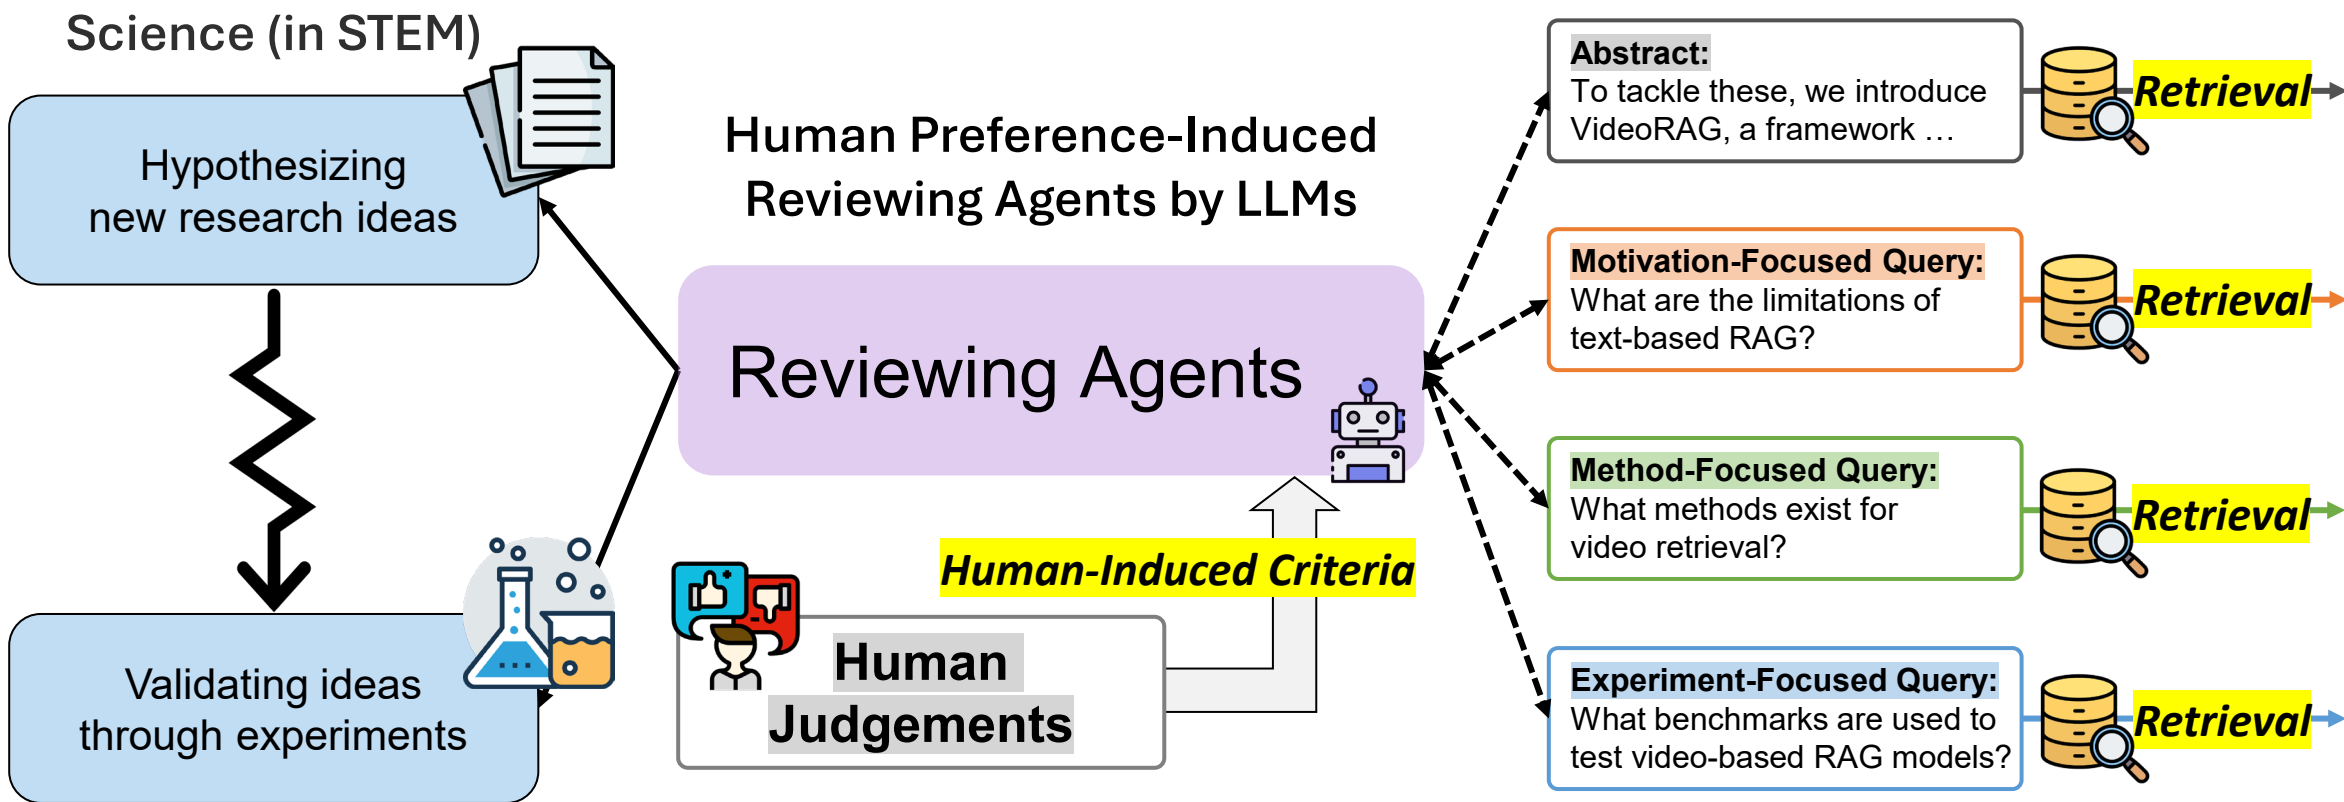 Science (in STEM)
Hypothesizing
new research ideas
Validating ideas
through experiments
Human Preference-Induced
Reviewing Agents by LLMs
Reviewing Agents
Human-Induced Criteria
Human
Judgements
Abstract:
To tackle these, we introduce
VideoRAG, a framework …
Retrieval
Motivation-Focused Query:
What are the limitations of
text-based RAG?
Retrieval
Method-Focused Query:
What methods exist for
video retrieval?
Retrieval
Experiment-Focused Query:
What benchmarks are used to
test video-based RAG models?
Retrieval